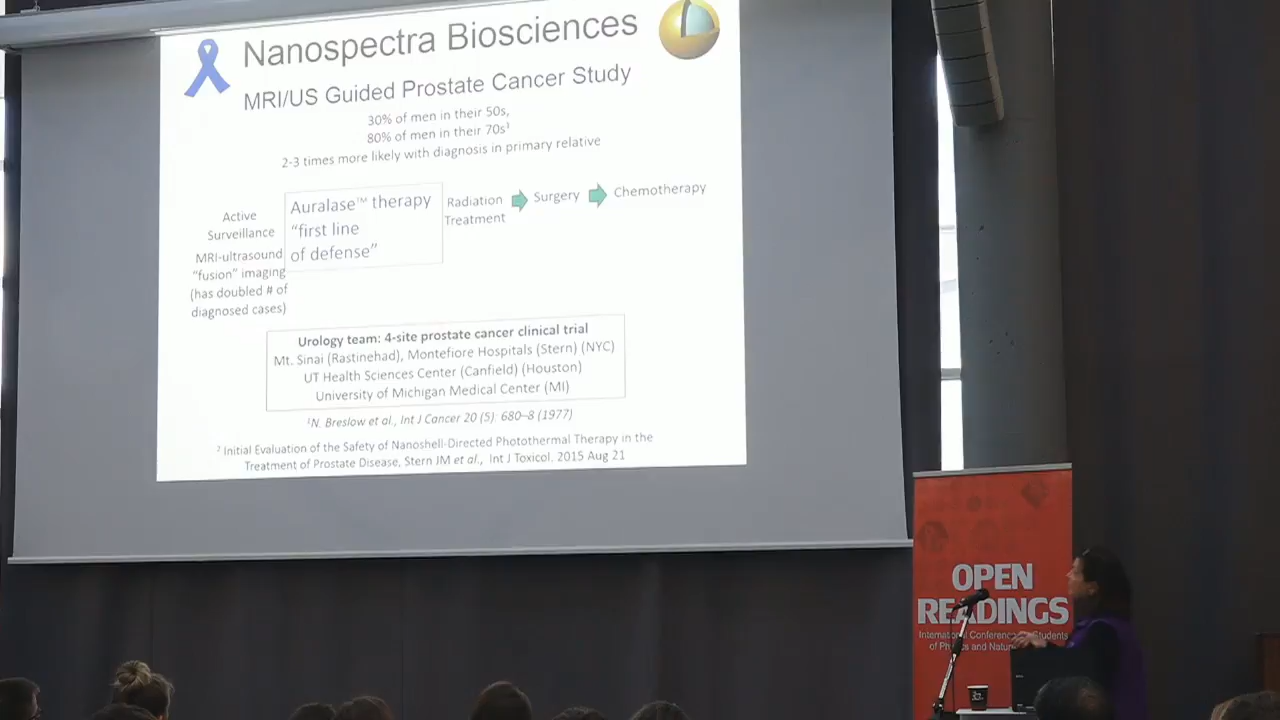 Nanospectra Biosciences
MRI/US Guided Prostate Cancer Study
30% of men in their 50s,
80% of men in their 70s¹
2-3 times more likely with diagnosis in primary relative
Active
Surveillance
MRI-ultrasound
"fusion" imaging
(has doubled # of
diagnosed cases)
Auralase™ therapy
"first line
of defense"
Radiation
Treatment
Surgery
Chemotherapy
Urology team: 4-site prostate cancer clinical trial
Mt. Sinai (Rastinehad), Montefiore Hospitals (Stern) (NYC)
UT Health Sciences Center (Canfield) (Houston)
University of Michigan Medical Center (MI)
¹N. Breslow et al., Int J Cancer 20 (5): 680–8 (1977)
² Initial Evaluation of the Safety of Nanoshell-Directed Photothermal Therapy in the
Treatment of Prostate Disease, Stern JM et al., Int J Toxicol. 2015 Aug 21
OPEN
READINGS
International Conference Students
of and